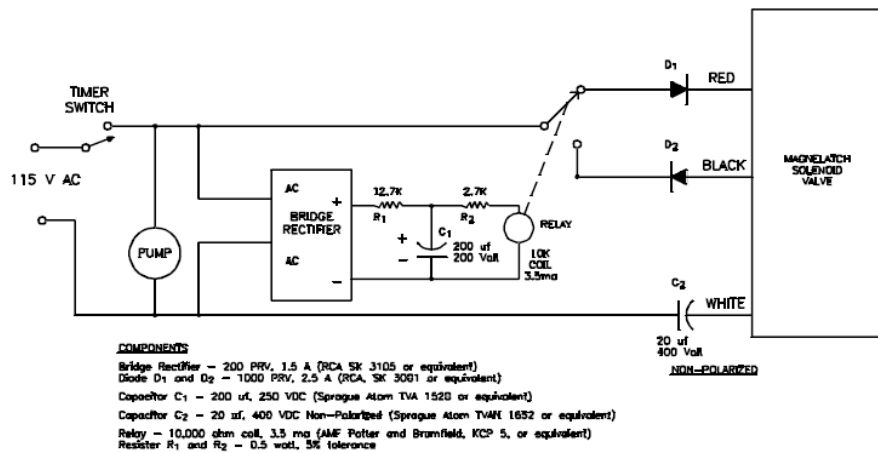 TIMER
SWITCH
115 V AC
PUMP
AC
AC
BRIDGE
RECTIFIER
+
−
12.7K
R1
2.7K
R2
+
−
C1
200 uf
200 Volt
RELAY
10K
COIL
3.5ma
D1
RED
D2
BLACK
MAGNELATCH
SOLENOID
VALVE
C2
WHITE
20 uf
400 Volt
NON-POLARIZED
COMPONENTS
Bridge Rectifier − 200 PRV, 1.5 A (RCA SK 3105 or equivalent)
Diode D1 and D2 − 1000 PRV, 2.5 A (RCA, SK 3081 or equivalent)
Capacitor C1 − 200 uf, 250 VDC (Sprague Atom TVA 1520 or equivalent)
Capacitor C2 − 20 uf, 400 VDC Non-Polarized (Sprague Atom TVAN 1652 or equivalent)
Relay − 10,000 ohm coil, 3.5 ma (AMF Potter and Brumfield, KCP 5, or equivalent)
Resister R1 and R2 − 0.5 watt, 5% tolerance